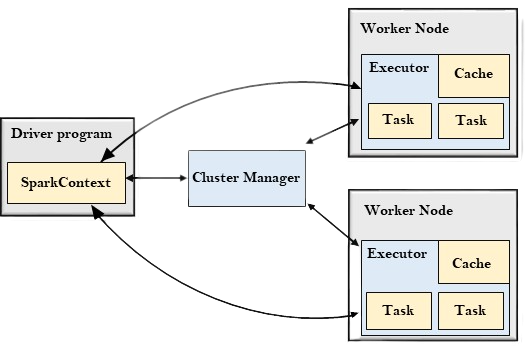 Worker Node
Executor
Cache
Task
Task
Driver program
SparkContext
Cluster Manager
Worker Node
Executor
Cache
Task
Task